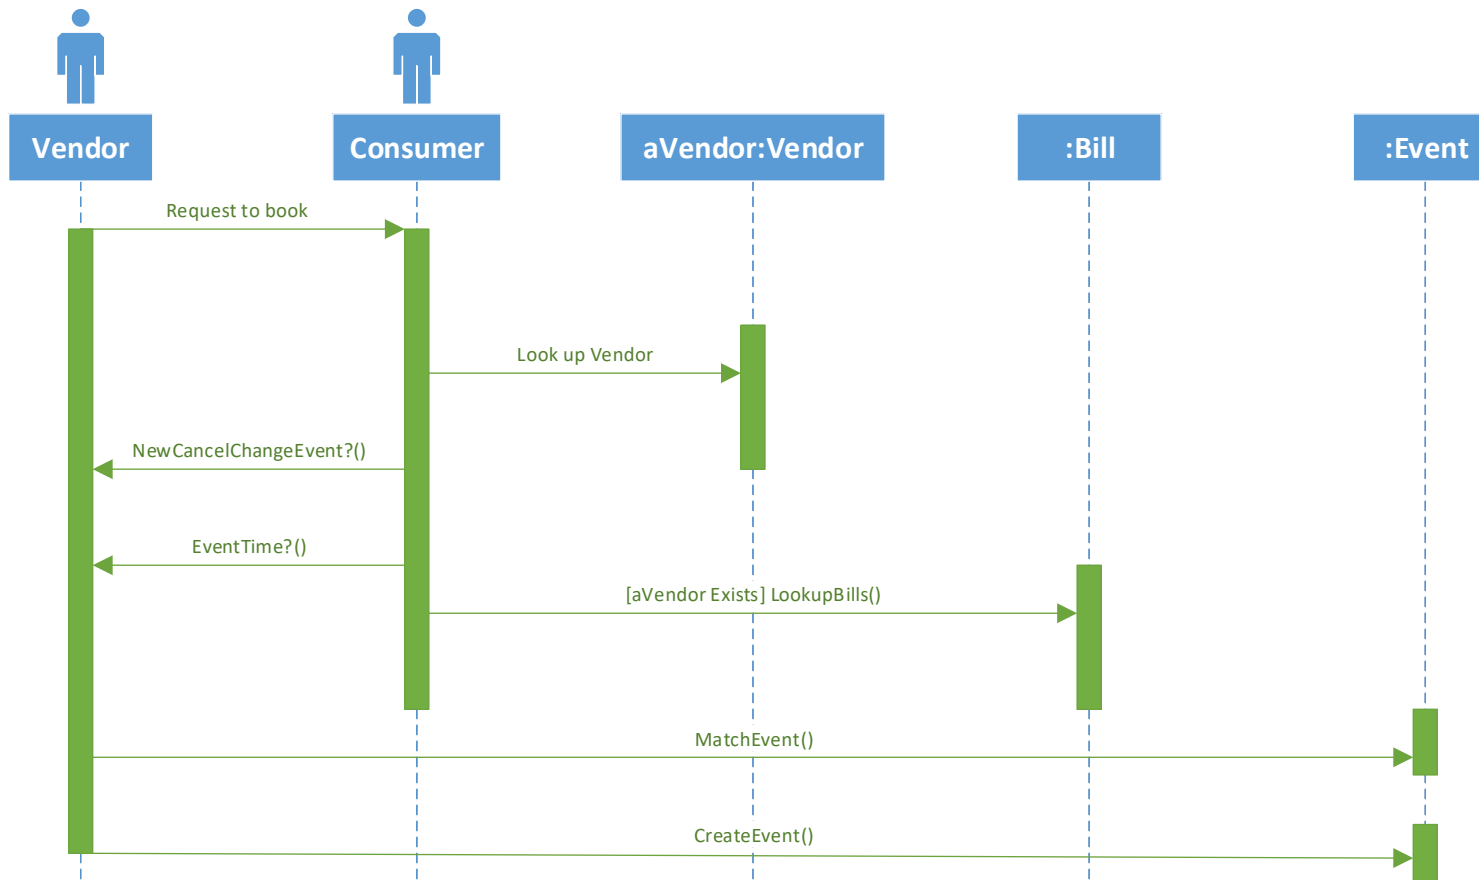 Vendor
Consumer
aVendor:Vendor
:Bill
:Event
Request to book
Look up Vendor
NewCancelChangeEvent?()
EventTime?()
[aVendor Exists] LookupBills()
MatchEvent()
CreateEvent()